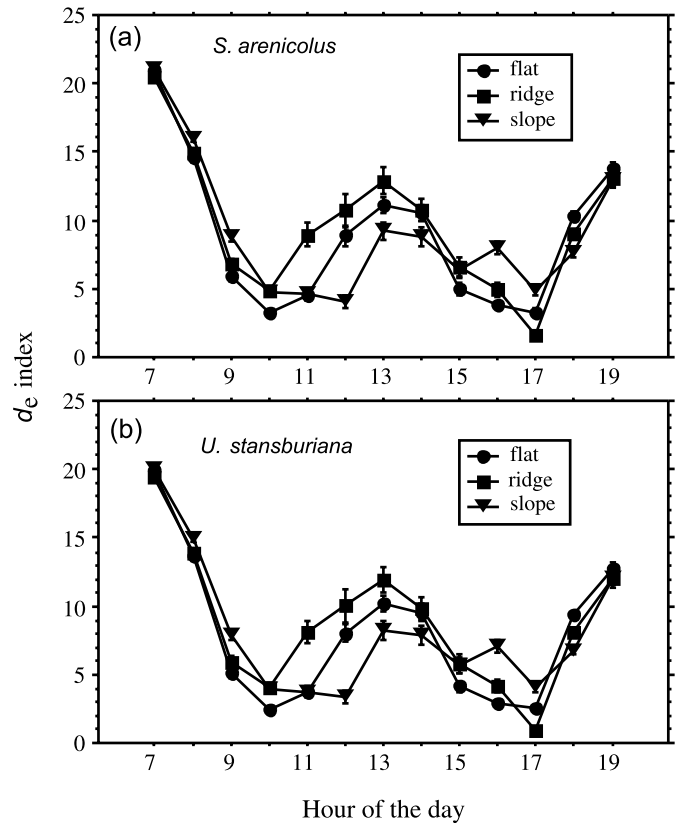 25
(a)
S. arenicolus
flat
ridge
slope
20
15
10
5
0
7 9 11 13 15 17 19
de index
25
(b)
U. stansburiana
flat
ridge
slope
20
15
10
5
0
7 9 11 13 15 17 19
Hour of the day